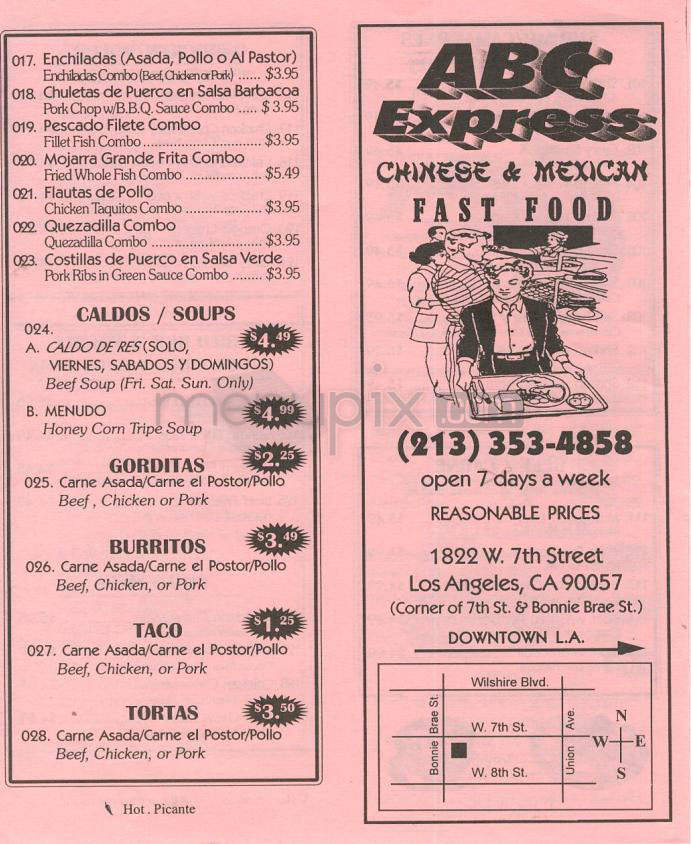 017. Enchiladas (Asada, Pollo o Al Pastor)
Enchiladas Combo (Beef, Chicken or Pork) ...... $3.95
018. Chuletas de Puerco en Salsa Barbacoa
Pork Chop w/B.B.Q. Sauce Combo ..... $ 3.95
019. Pescado Filete Combo
Fillet Fish Combo .......................... $3.95
020. Mojarra Grande Frita Combo
Fried Whole Fish Combo ................... $5.49
021. Flautas de Pollo
Chicken Taquitos Combo .................. $3.95
022. Quezadilla Combo
Quezadilla Combo .......................... $3.95
023. Costillas de Puerco en Salsa Verde
Pork Ribs in Green Sauce Combo ........ $3.95
CALDOS / SOUPS
024.
$4.49
A. CALDO DE RES (SOLO,
VIERNES, SABADOS Y DOMINGOS)
Beef Soup (Fri. Sat. Sun. Only)
B. MENUDO $4.99
Honey Corn Tripe Soup
GORDITAS $2.25
025. Carne Asada/Carne el Postor/Pollo
Beef , Chicken or Pork
BURRITOS $3.49
026. Carne Asada/Carne el Postor/Pollo
Beef, Chicken, or Pork
TACO $1.25
027. Carne Asada/Carne el Postor/Pollo
Beef, Chicken, or Pork
TORTAS $3.50
028. Carne Asada/Carne el Postor/Pollo
Beef, Chicken, or Pork
Hot . Picante
ABC
Express
CHINESE & MEXICAN
FAST FOOD
menupix.com
(213) 353-4858
open 7 days a week
REASONABLE PRICES
1822 W. 7th Street
Los Angeles, CA 90057
(Corner of 7th St. & Bonnie Brae St.)
DOWNTOWN L.A.
Wilshire Blvd.
Bonnie Brae St.
W. 7th St.
Union Ave.
W. 8th St.
N
W E
S